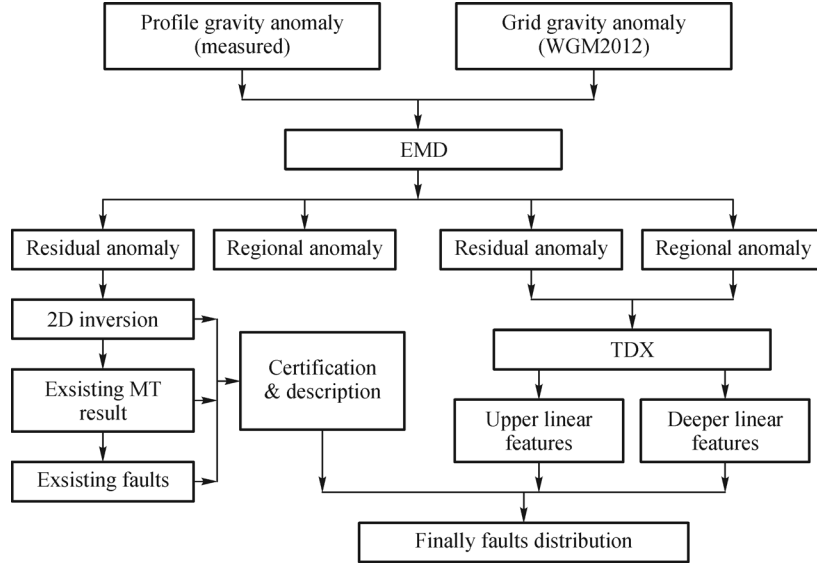 Profile gravity anomaly
(measured)
Grid gravity anomaly
(WGM2012)
EMD
Residual anomaly
Regional anomaly
Residual anomaly
Regional anomaly
2D inversion
TDX
Certification
& description
Exsisting MT
result
Upper linear
features
Deeper linear
features
Exsisting faults
Finally faults distribution